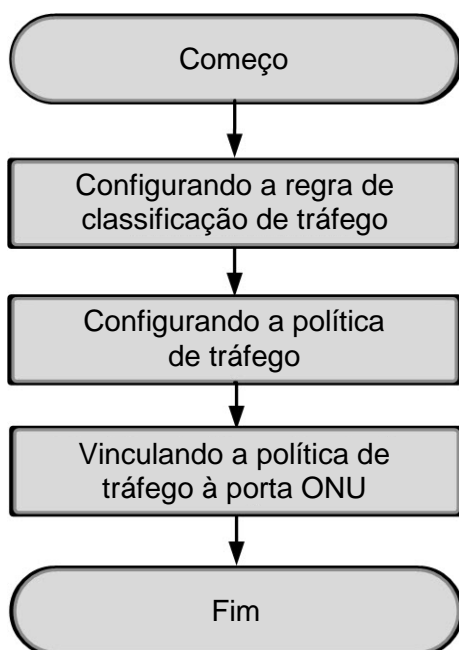 Começo
Configurando a regra de
classificação de tráfego
Configurando a política
de tráfego
Vinculando a política de
tráfego à porta ONU
Fim